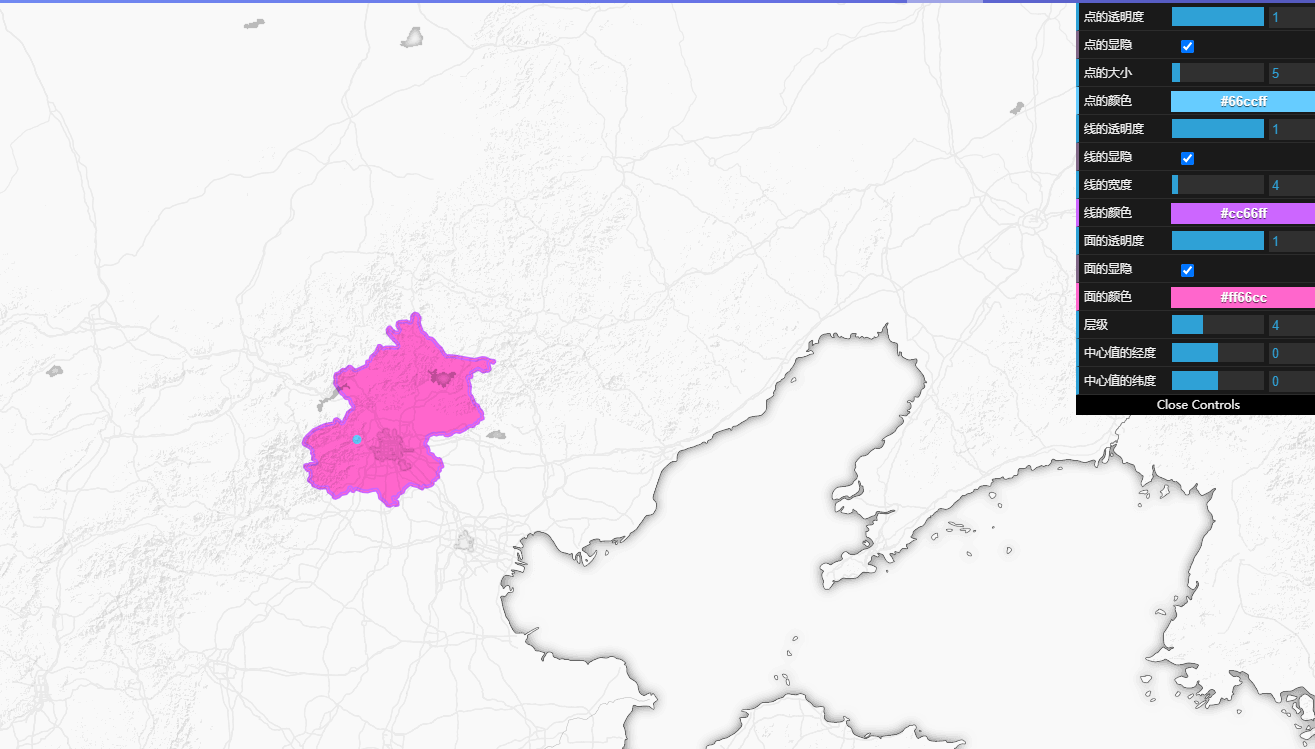 点的透明度 1
点的显隐
点的大小 5
点的颜色 #66ccff
线的透明度 1
线的显隐
线的宽度 4
线的颜色 #cc66ff
面的透明度 1
面的显隐
面的颜色 #ff66cc
层级 4
中心值的经度 0
中心值的纬度 0
Close Controls